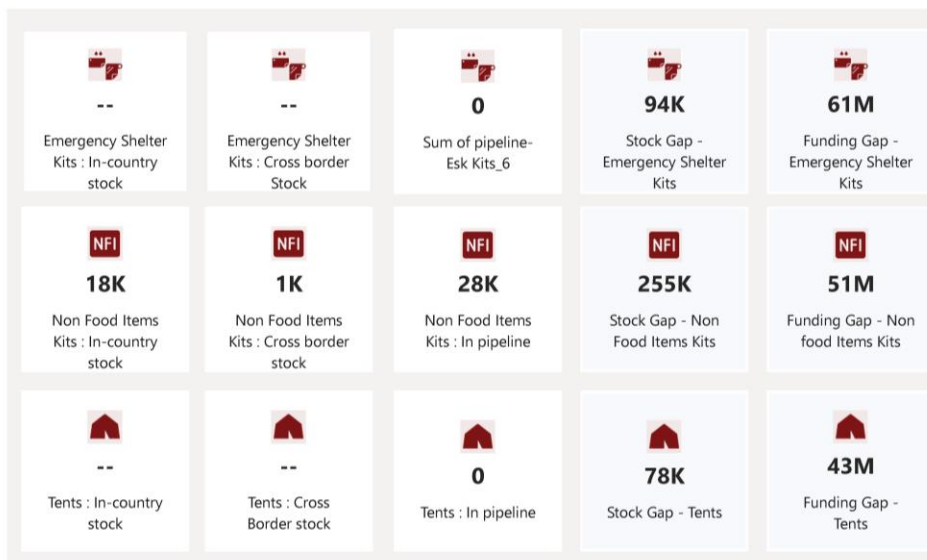 --
Emergency Shelter
Kits : In-country
stock
--
Emergency Shelter
Kits : Cross border
Stock
0
Sum of pipeline-
Esk Kits_6
94K
Stock Gap -
Emergency Shelter
Kits
61M
Funding Gap -
Emergency Shelter
Kits
NFI
18K
Non Food Items
Kits : In-country
stock
NFI
1K
Non Food Items
Kits : Cross border
stock
NFI
28K
Non Food Items
Kits : In pipeline
NFI
255K
Stock Gap - Non
Food Items Kits
NFI
51M
Funding Gap - Non
food Items Kits
--
Tents : In-country
stock
--
Tents : Cross
Border stock
0
Tents : In pipeline
78K
Stock Gap - Tents
43M
Funding Gap -
Tents